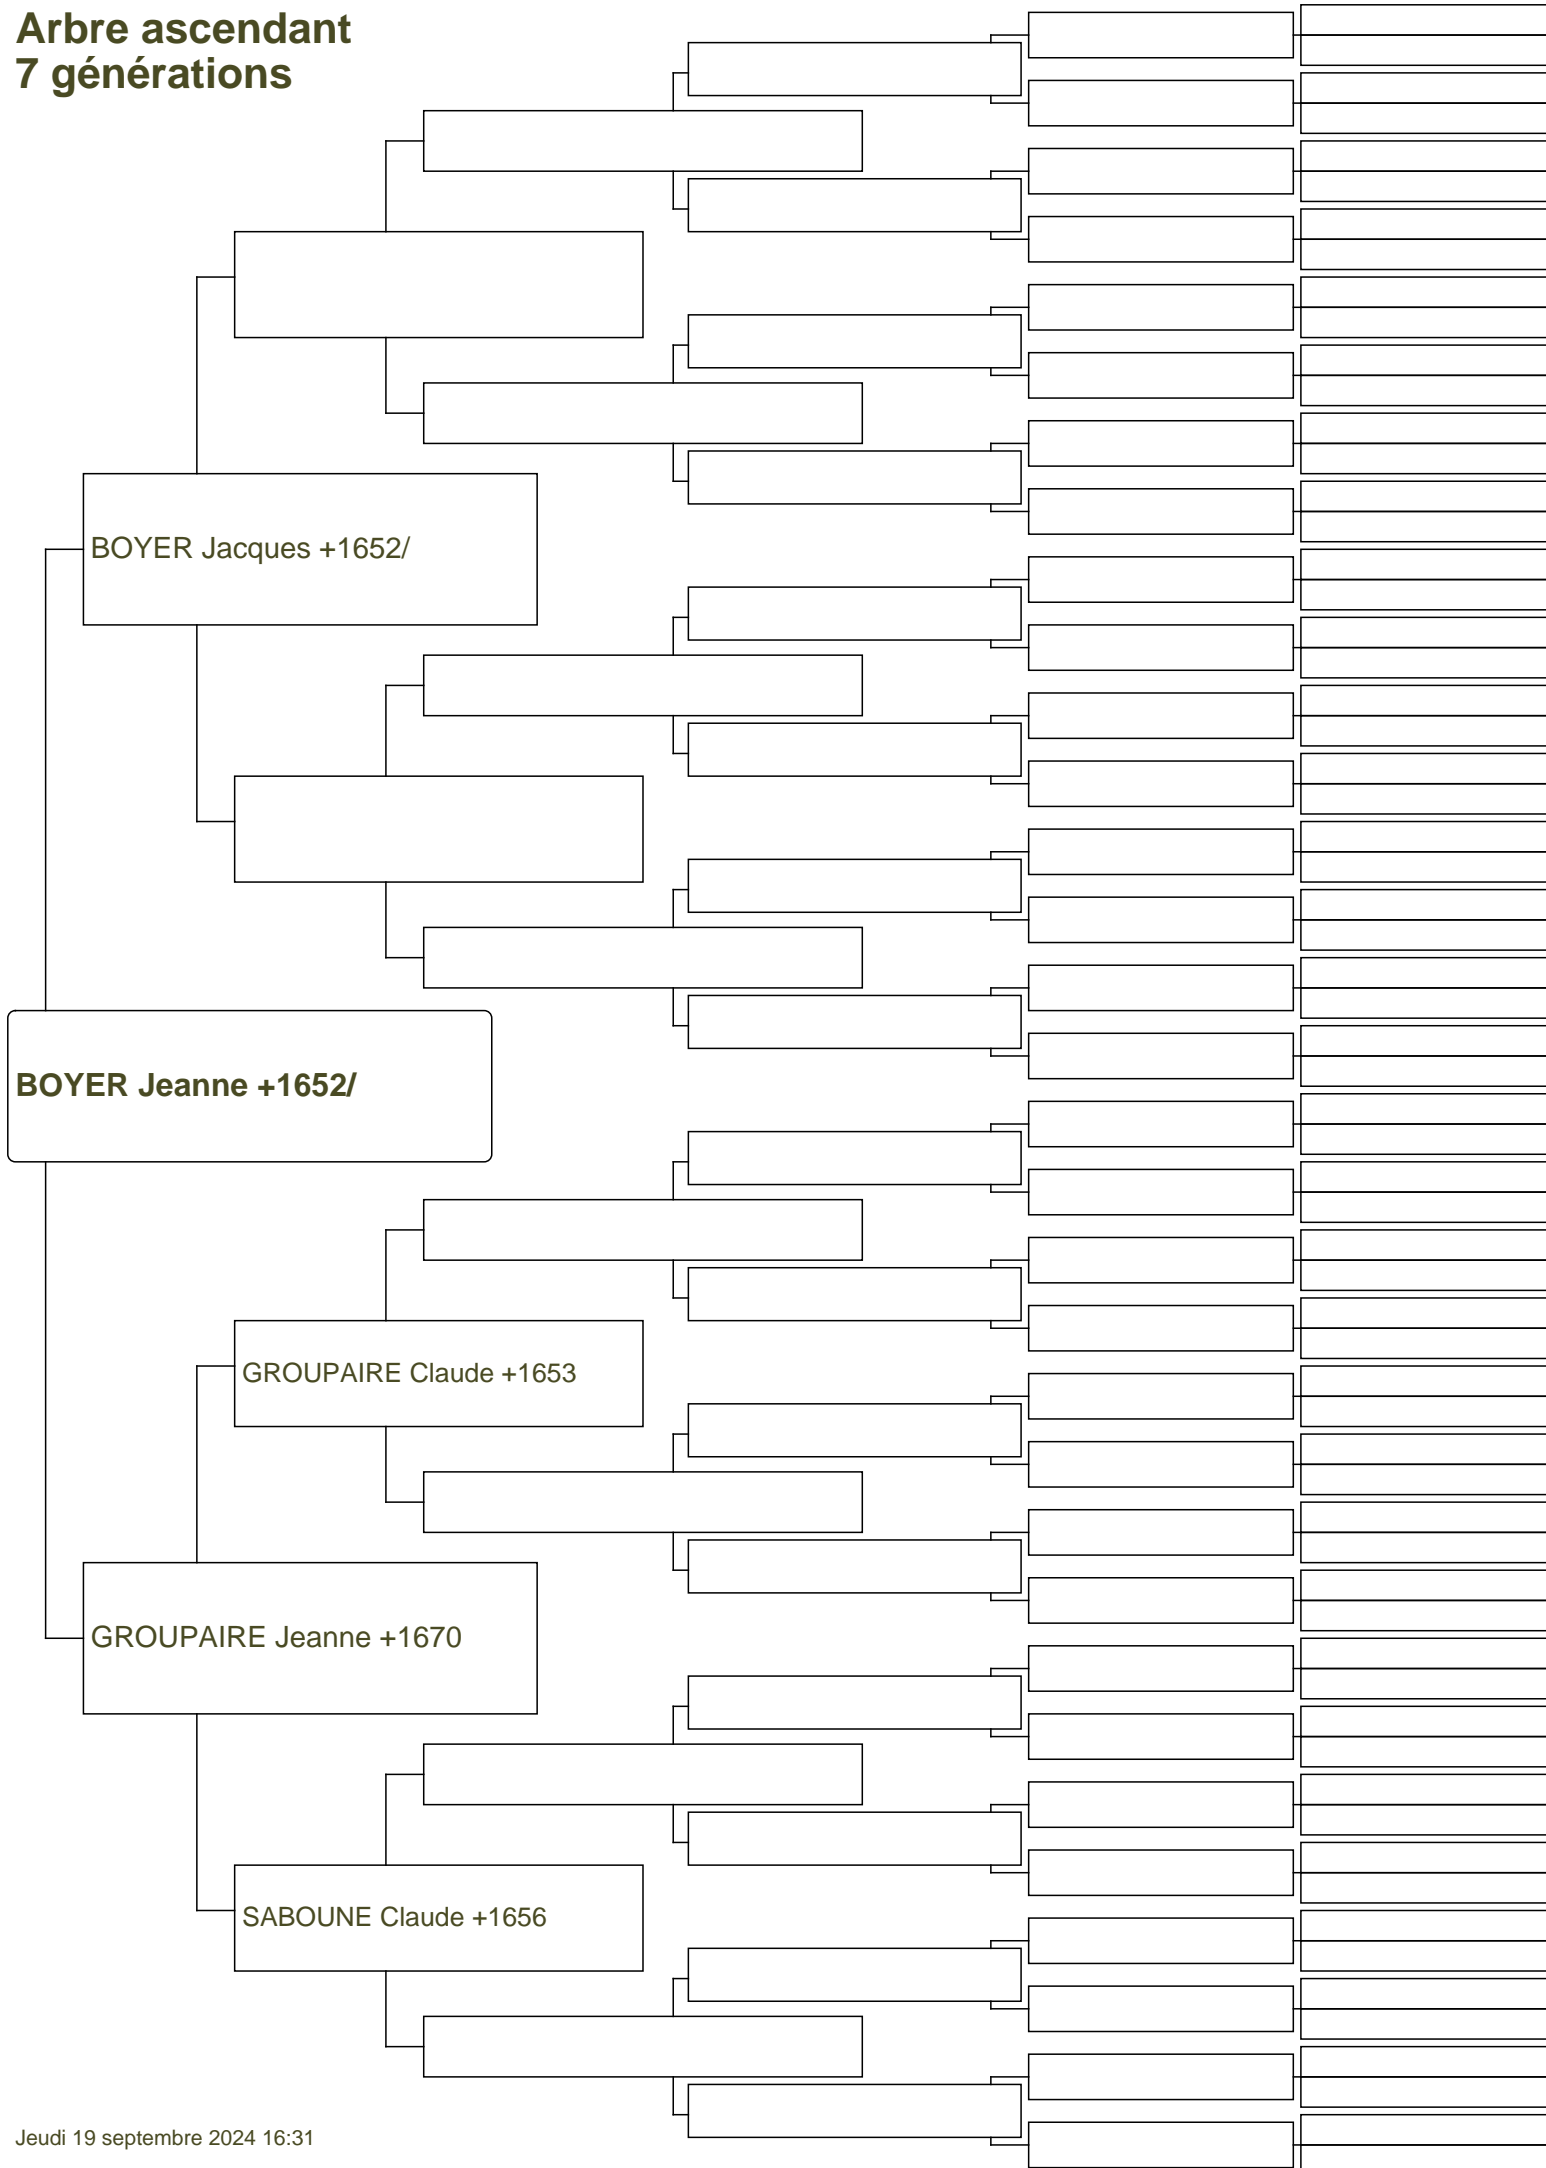 Arbre ascendant
7 générations
BOYER Jacques +1652/
BOYER Jeanne +1652/
GROUPAIRE Claude +1653
GROUPAIRE Jeanne +1670
SABOUNE Claude +1656
Jeudi 19 septembre 2024 16:31